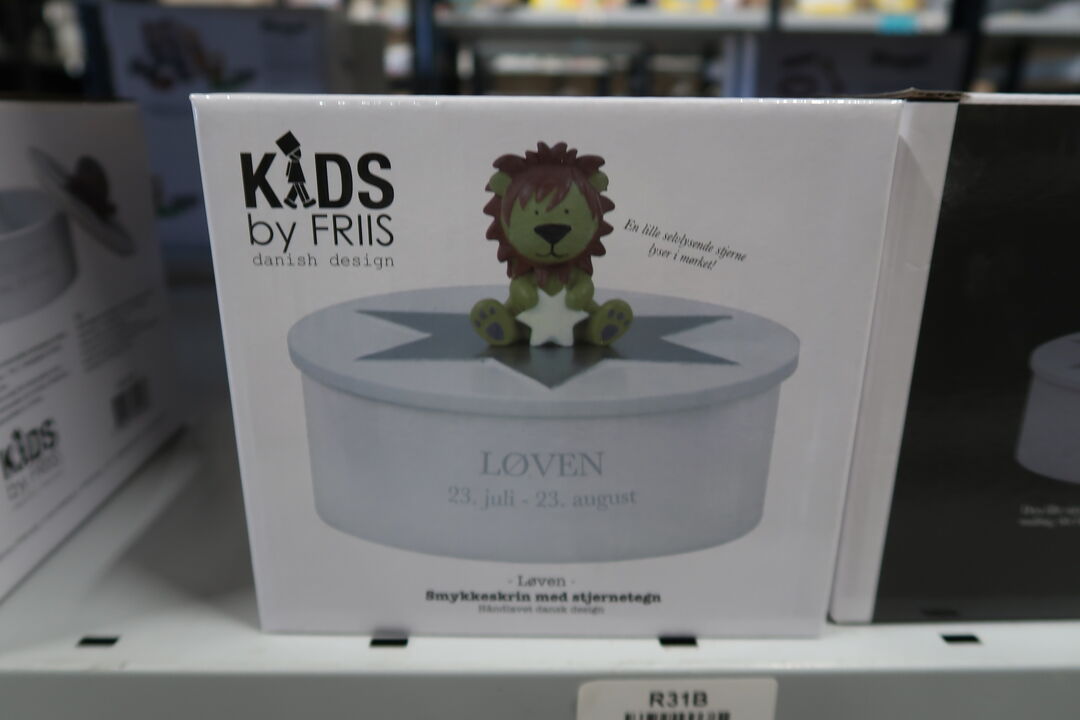 KIDS
by FRIIS
danish design
En lille selvlysende stjerne
lyser i mørket!
LØVEN
23. juli - 23. august
- Løven -
Smykkeskrin med stjernetegn
Håndlavet dansk design
KIDS
by FRIIS
R31B